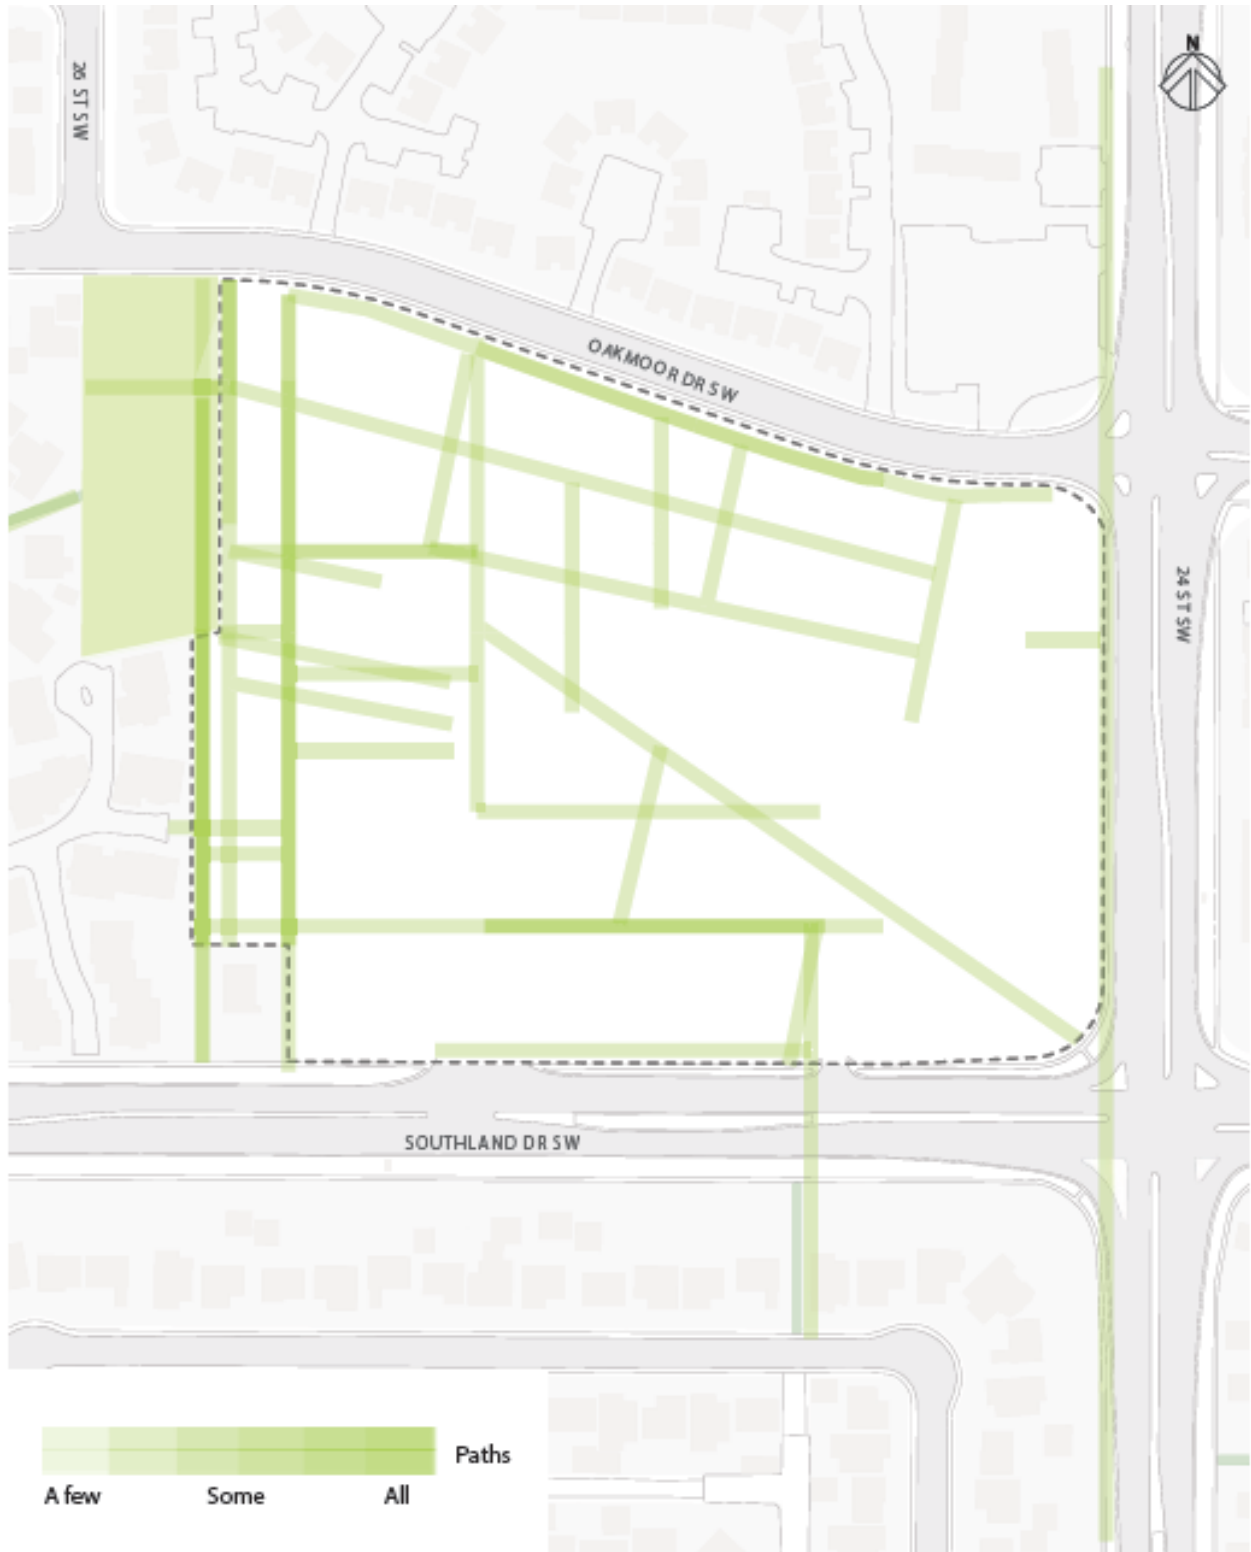 N
26 ST SW
OAKMOOR DR SW
24 ST SW
SOUTHLAND DR SW
Paths
A few Some All